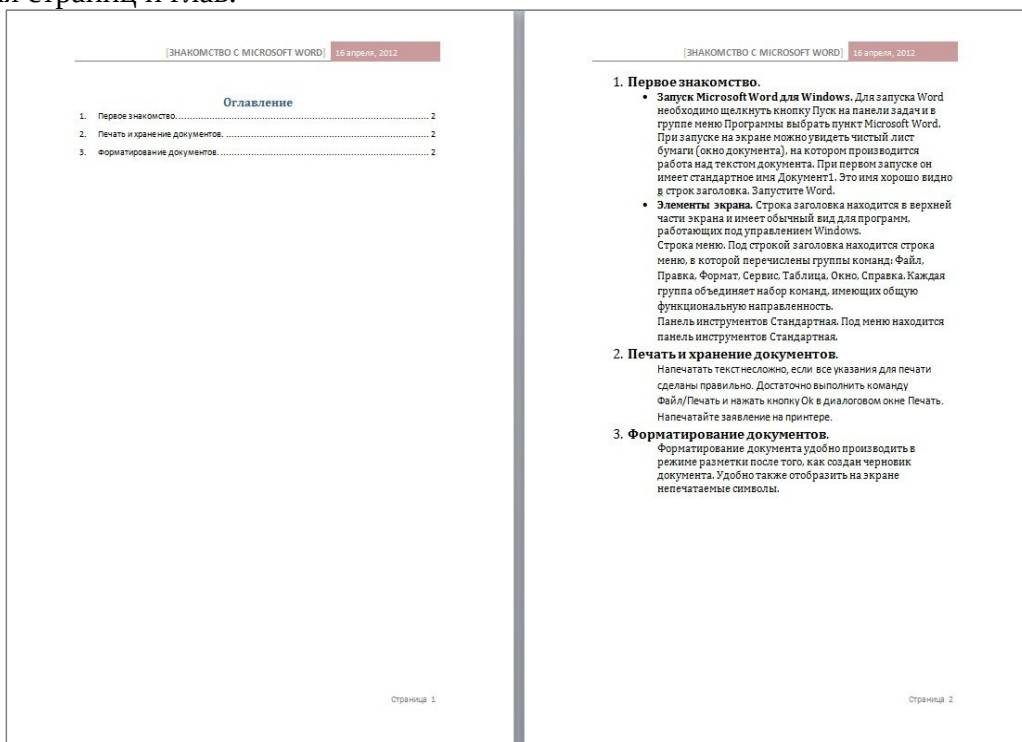 страниц и глав.
[ЗНАКОМСТВО С MICROSOFT WORD] 16 апреля, 2012
Оглавление
1. Первое знакомство. 2
2. Печать и хранение документов. 2
3. Форматирование документов. 2
Страница 1
[ЗНАКОМСТВО С MICROSOFT WORD] 16 апреля, 2012
1. Первое знакомство.
• Запуск Microsoft Word для Windows. Для запуска Word
необходимо щелкнуть кнопку Пуск на панели задач и в
группе меню Программы выбрать пункт Microsoft Word.
При запуске на экране можно увидеть чистый лист
бумаги (окно документа), на котором производится
работа над текстом документа. При первом запуске он
имеет стандартное имя Документ1. Это имя хорошо видно
в строк заголовка. Запустите Word.
• Элементы экрана. Строка заголовка находится в верхней
части экрана и имеет обычный вид для программ,
работающих под управлением Windows.
Строка меню. Под строкой заголовка находится строка
меню, в которой перечислены группы команд: Файл,
Правка, Формат, Сервис, Таблица, Окно, Справка. Каждая
группа объединяет набор команд, имеющих общую
функциональную направленность.
Панель инструментов Стандартная. Под меню находится
панель инструментов Стандартная.
2. Печать и хранение документов.
Напечатать текст несложно, если все указания для печати
сделаны правильно. Достаточно выполнить команду
Файл/Печать и нажать кнопку Ok в диалоговом окне Печать.
Напечатайте заявление на принтере.
3. Форматирование документов.
Форматирование документа удобно производить в
режиме разметки после того, как создан черновик
документа. Удобно также отобразить на экране
непечатаемые символы.
Страница 2